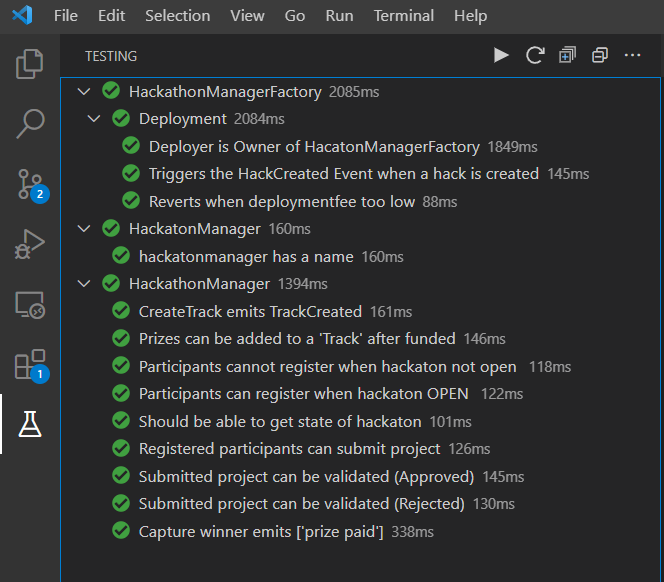 File Edit Selection View Go Run Terminal Help
TESTING
HackathonManagerFactory 2085ms
Deployment 2084ms
Deployer is Owner of HacatonManagerFactory 1849ms
Triggers the HackCreated Event when a hack is created 145ms
Reverts when deploymentfee too low 88ms
HackatonManager 160ms
hackatonmanager has a name 160ms
HackathonManager 1394ms
CreateTrack emits TrackCreated 161ms
Prizes can be added to a 'Track' after funded 146ms
Participants cannot register when hackaton not open 118ms
Participants can register when hackaton OPEN 122ms
Should be able to get state of hackaton 101ms
Registered participants can submit project 126ms
Submitted project can be validated (Approved) 145ms
Submitted project can be validated (Rejected) 130ms
Capture winner emits ['prize paid'] 338ms
2
1